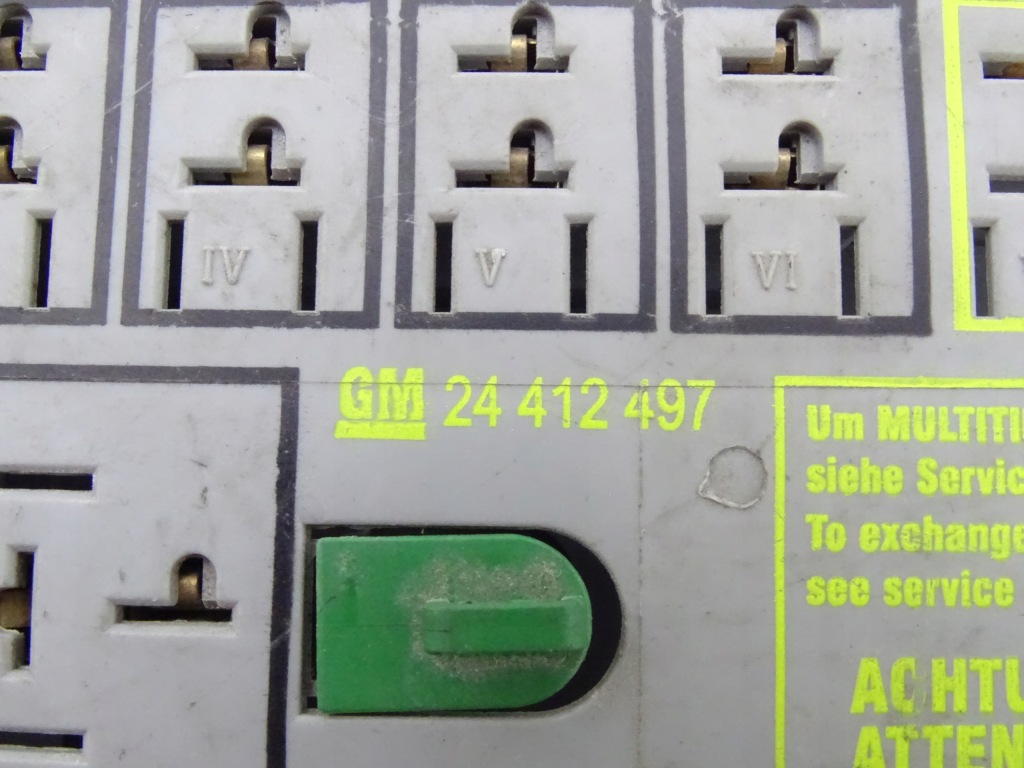 IV V VI
GM 24 412 497
Um
siehe
To exchange
see service